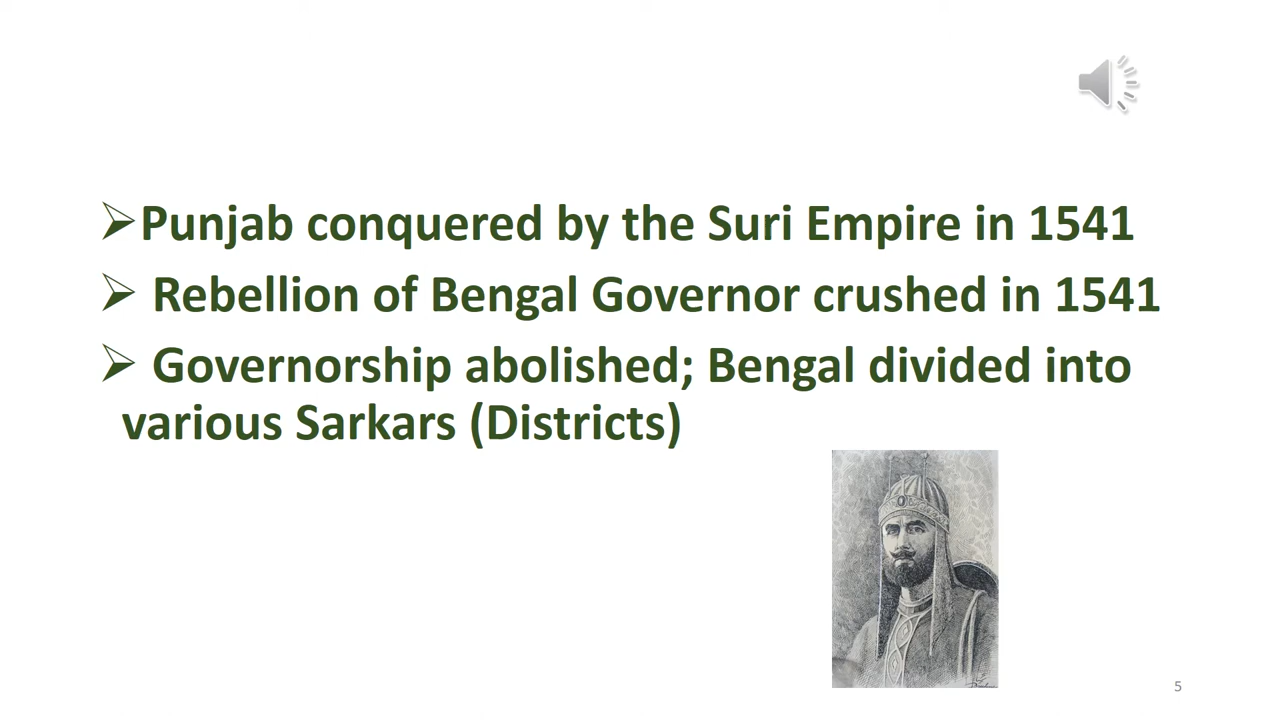 ➢Punjab conquered by the Suri Empire in 1541
➢ Rebellion of Bengal Governor crushed in 1541
➢ Governorship abolished; Bengal divided into
various Sarkars (Districts)
5